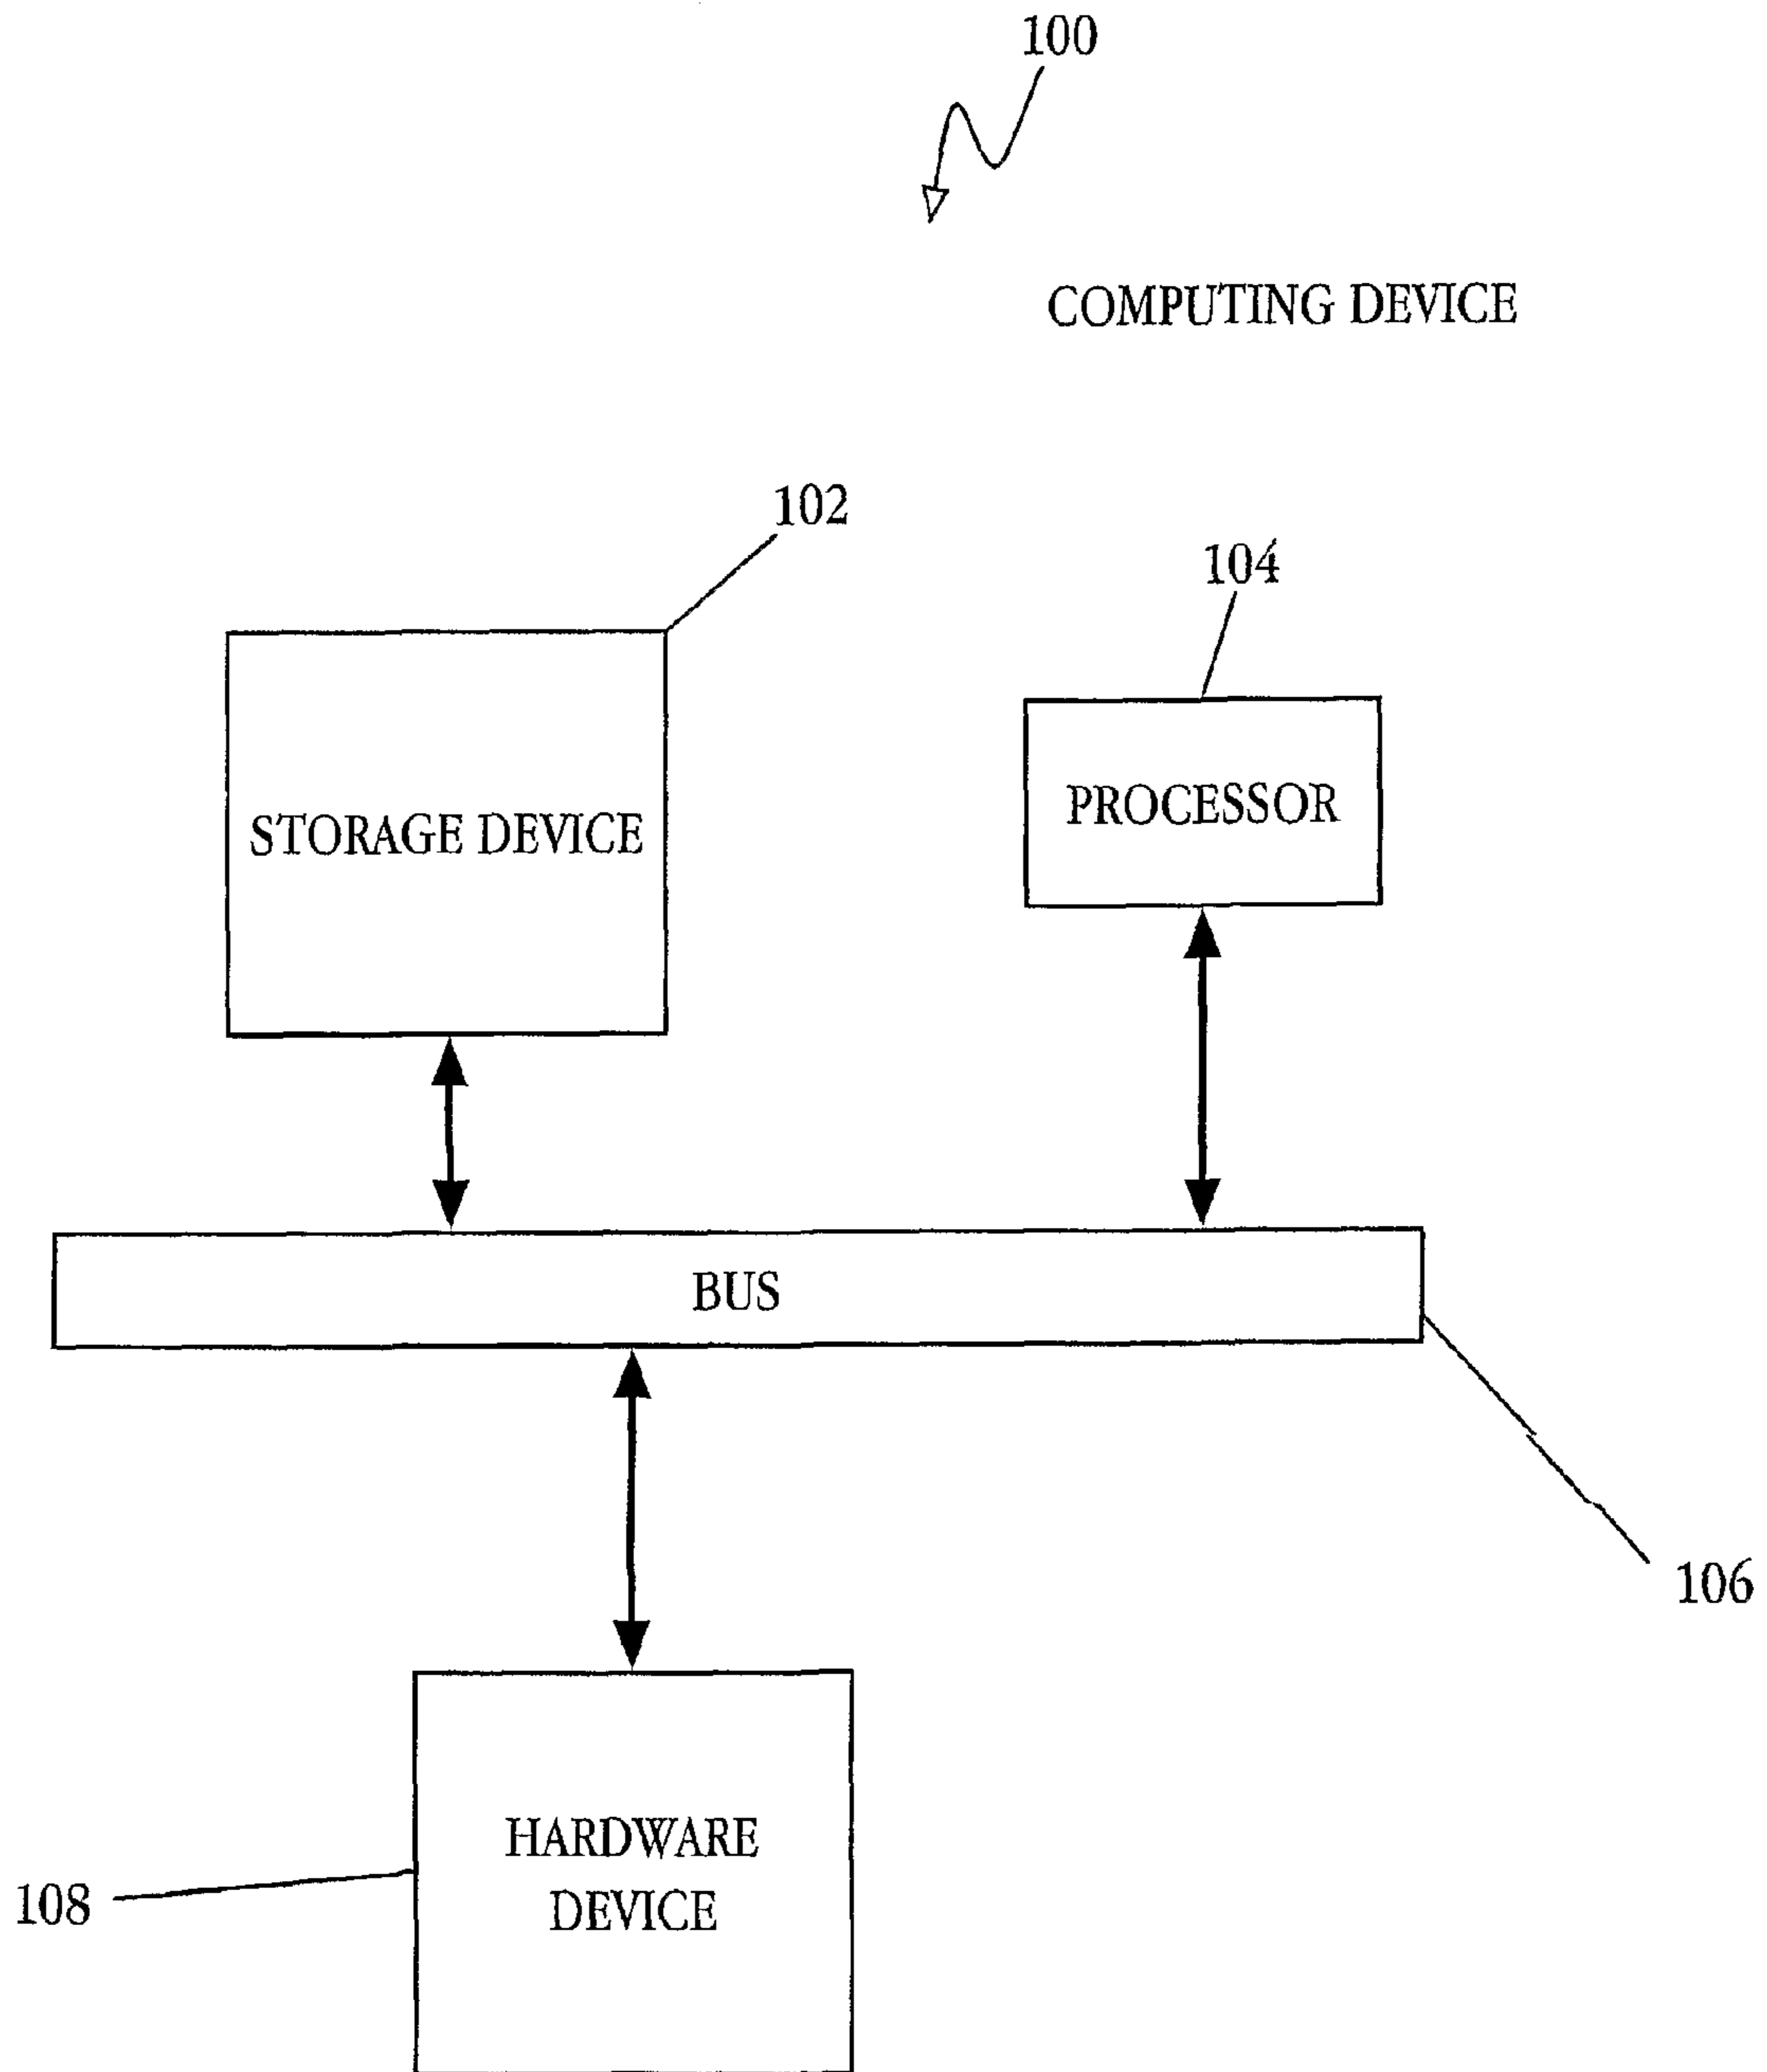 100
COMPUTING DEVICE
102
104
STORAGE DEVICE
PROCESSOR
BUS
106
HARDWARE
DEVICE
108